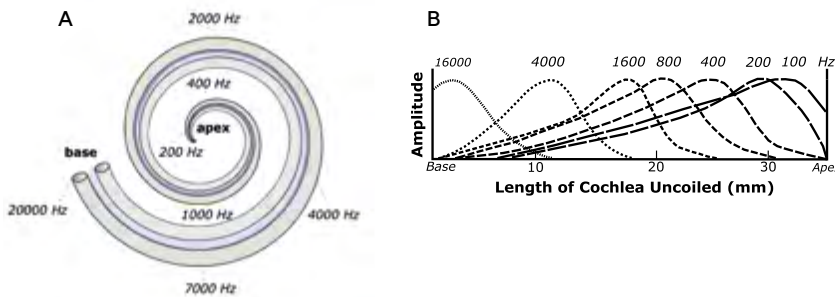 A
2000 Hz
400 Hz
apex
base
200 Hz
20000 Hz
1000 Hz
4000 Hz
7000 Hz
B
16000 4000 1600 800 400 200 100 Hz
Amplitude
Base 10 20 30 Ape
Length of Cochlea Uncoiled (mm)